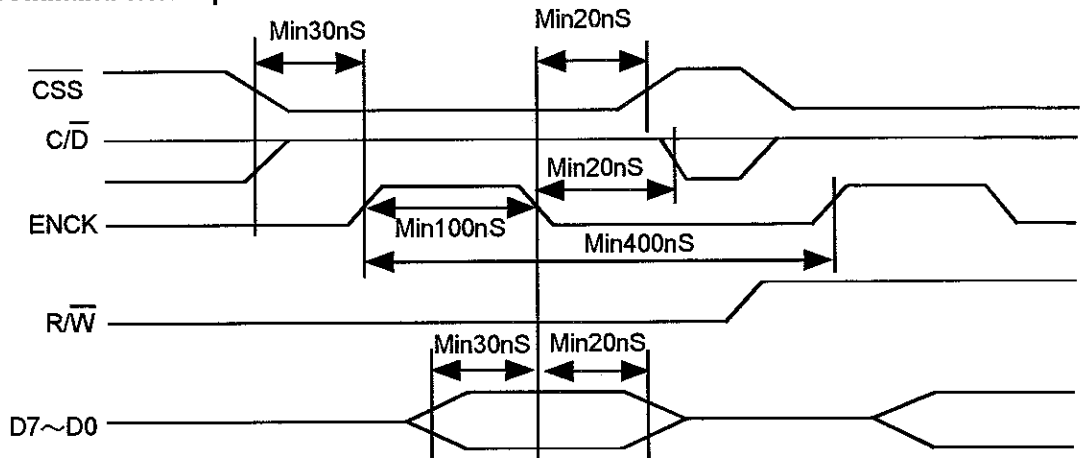 Min30nS
Min20nS
CSS
C/D
Min20nS
ENCK
Min100nS
Min400nS
R/W
Min30nS
Min20nS
D7~D0